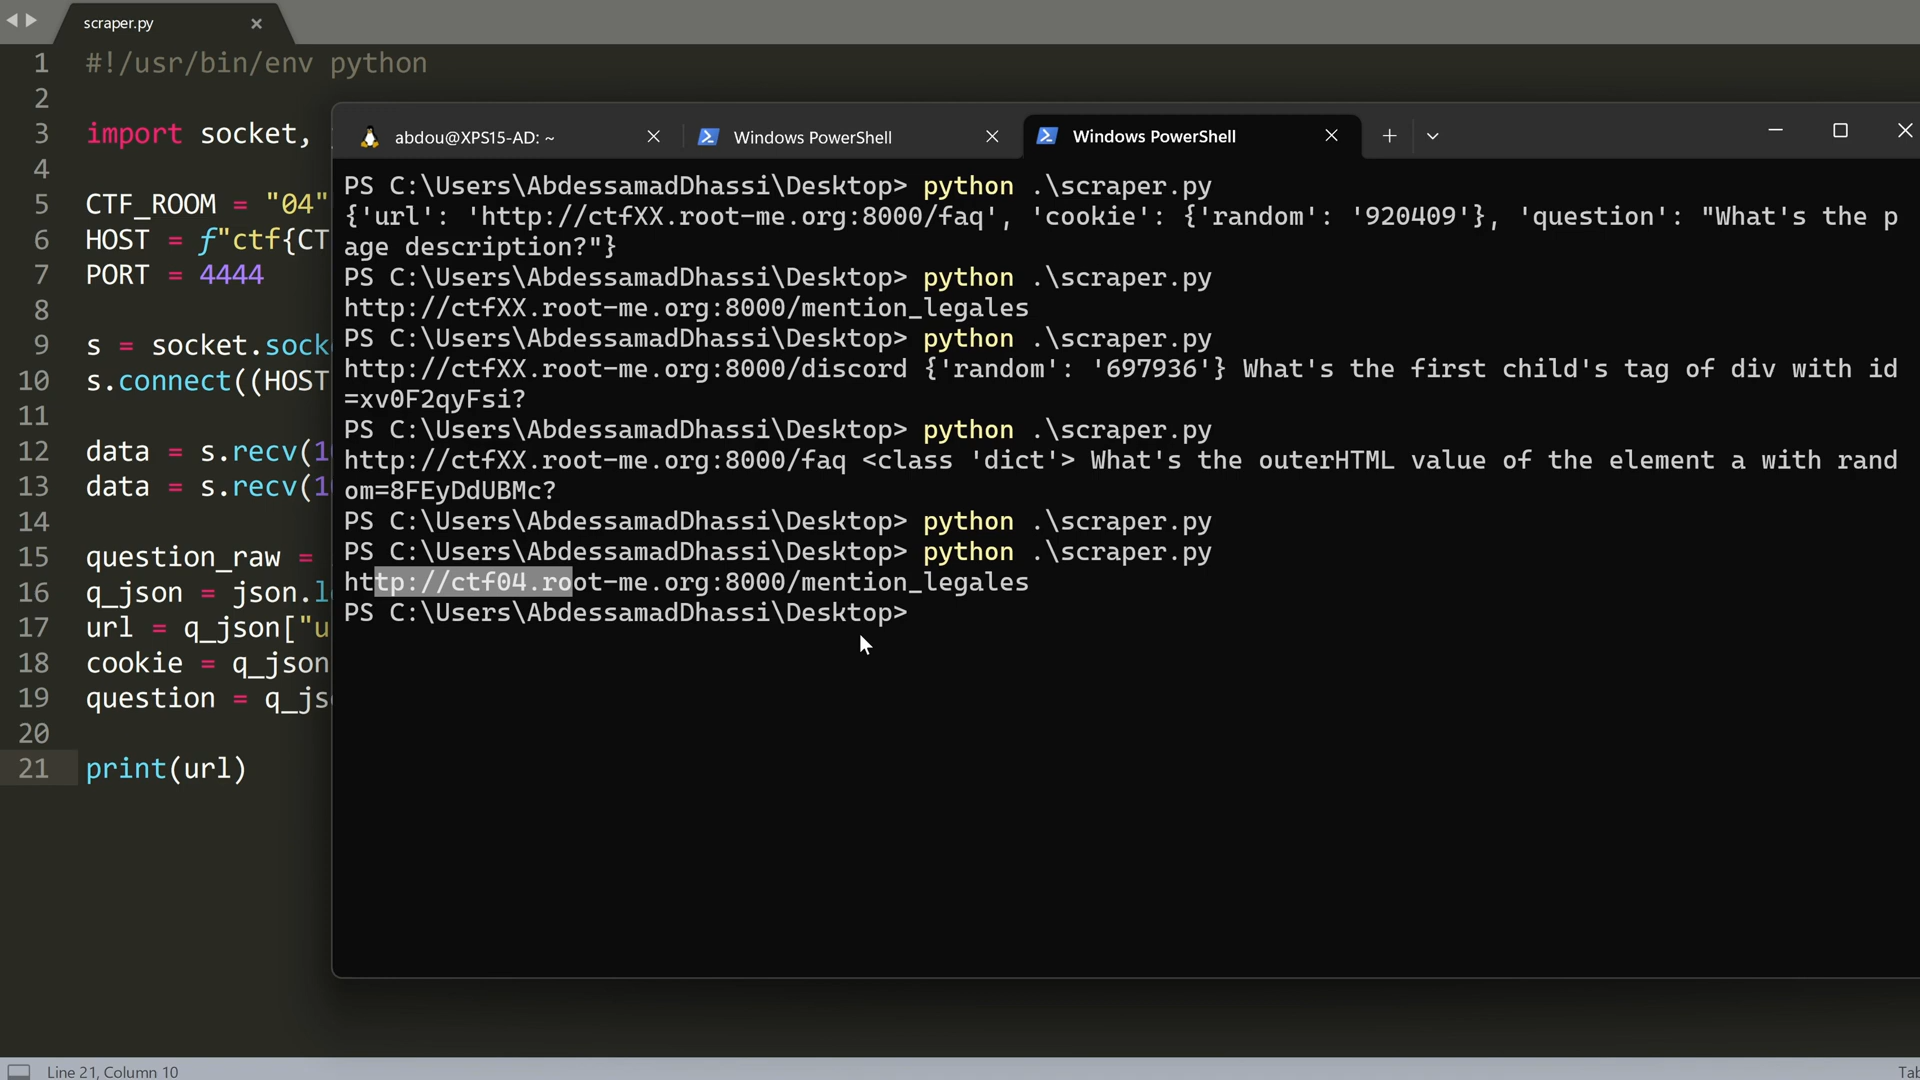 scraper.py
1 #!/usr/bin/env python
2
3 import socket,
4
5 CTF_ROOM = "04"
6 HOST = f"ctf{CT
7 PORT = 4444
8
9 s = socket.sock
10 s.connect((HOST
11
12 data = s.recv(1
13 data = s.recv(1
14
15 question_raw =
16 q_json = json.l
17 url = q_json["u
18 cookie = q_json
19 question = q_js
20
21 print(url)
Line 21, Column 10
Tab
abdou@XPS15-AD: ~
Windows PowerShell
Windows PowerShell
PS C:\Users\AbdessamadDhassi\Desktop> python .\scraper.py
{'url': 'http://ctfXX.root-me.org:8000/faq', 'cookie': {'random': '920409'}, 'question': "What's the p
age description?"}
PS C:\Users\AbdessamadDhassi\Desktop> python .\scraper.py
http://ctfXX.root-me.org:8000/mention_legales
PS C:\Users\AbdessamadDhassi\Desktop> python .\scraper.py
http://ctfXX.root-me.org:8000/discord {'random': '697936'} What's the first child's tag of div with id
=xv0F2qyFsi?
PS C:\Users\AbdessamadDhassi\Desktop> python .\scraper.py
http://ctfXX.root-me.org:8000/faq <class 'dict'> What's the outerHTML value of the element a with rand
om=8FEyDdUBMc?
PS C:\Users\AbdessamadDhassi\Desktop> python .\scraper.py
PS C:\Users\AbdessamadDhassi\Desktop> python .\scraper.py
http://ctf04.root-me.org:8000/mention_legales
PS C:\Users\AbdessamadDhassi\Desktop>